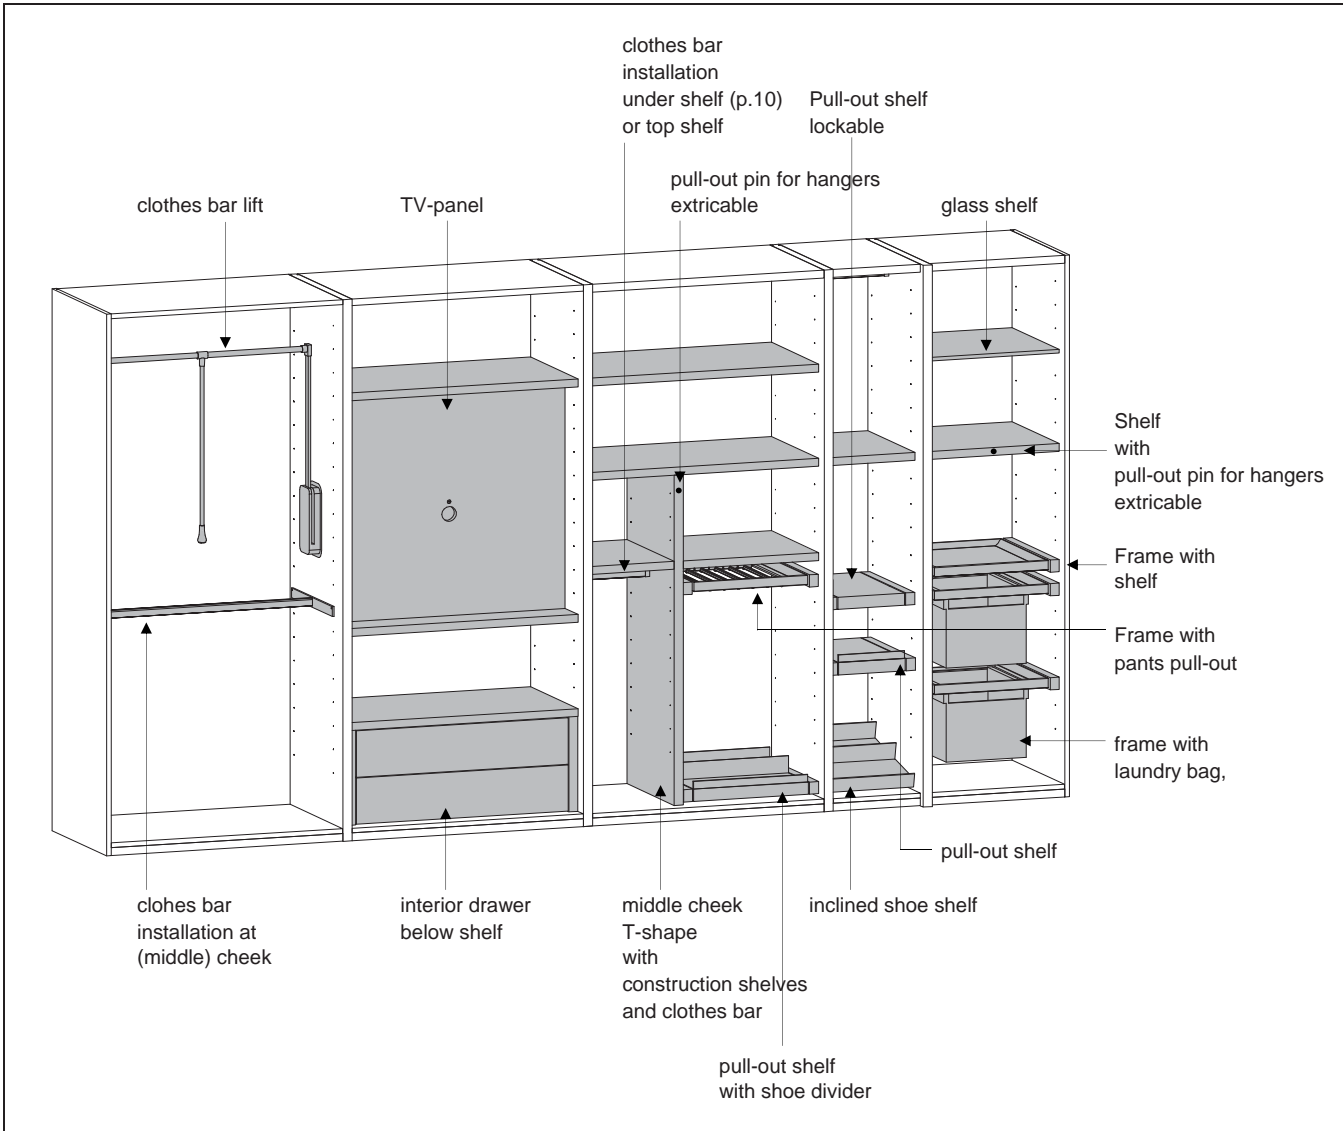 clothes bar
installation
under shelf (p.10)
or top shelf
Pull-out shelf
lockable
pull-out pin for hangers
extricable
clothes bar lift
TV-panel
glass shelf
Shelf
with
pull-out pin for hangers
extricable
Frame with
shelf
Frame with
pants pull-out
frame with
laundry bag,
pull-out shelf
clohes bar
installation at
(middle) cheek
interior drawer
below shelf
middle cheek
T-shape
with
construction shelves
and clothes bar
inclined shoe shelf
pull-out shelf
with shoe divider